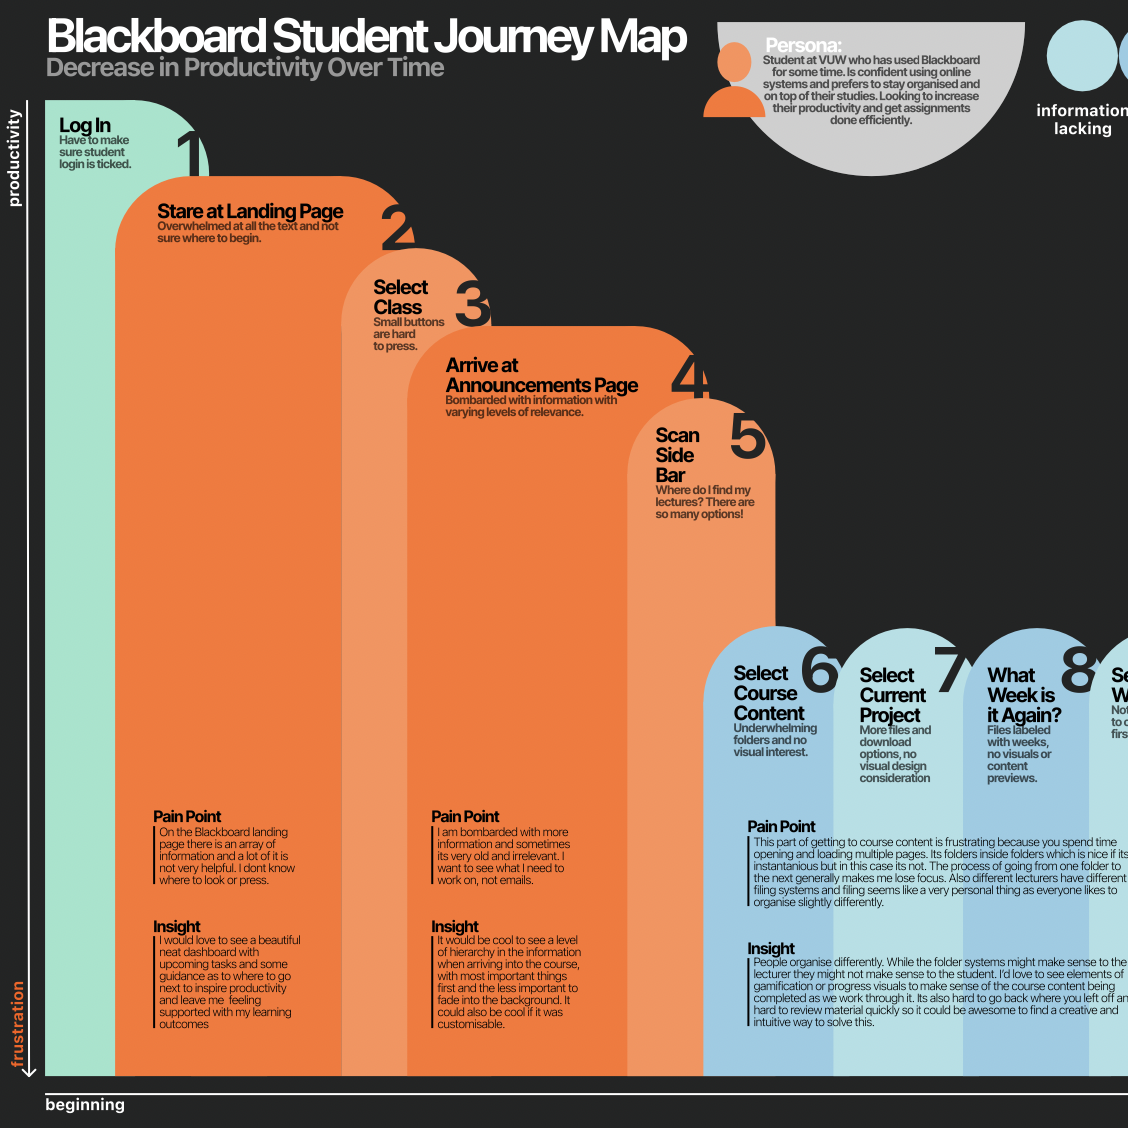 Blackboard Student Journey Map
Decrease in Productivity Over Time
Persona:
Student at VUW who has used Blackboard
for some time. Is confident using online
systems and prefers to stay organised and
on top of their studies. Looking to increase
their productivity and get assignments
done efficiently.
information
lacking
productivity
frustration
Log In
Have to make
sure student
login is ticked.
1
Stare at Landing Page
Overwhelmed at all the text and not
sure where to begin.
2
Select
Class
Small buttons
are hard
to press.
3
Arrive at
Announcements Page
Bombarded with information with
varying levels of relevance.
4
Scan
Side
Bar
Where do I find my
lectures? There are
so many options!
5
Select
Course
Content
Underwhelming
folders and no
visual interest.
6
Select
Current
Project
More files and
download
options, no
visual design
consideration
7
What
Week is
it Again?
Files labeled
with weeks,
no visuals or
content
previews.
8
Se
W
Not
to c
firs
Pain Point
On the Blackboard landing
page there is an array of
information and a lot of it is
not very helpful. I dont know
where to look or press.
Insight
I would love to see a beautiful
neat dashboard with
upcoming tasks and some
guidance as to where to go
next to inspire productivity
and leave me feeling
supported with my learning
outcomes
Pain Point
I am bombarded with more
information and sometimes
its very old and irrelevant. I
want to see what I need to
work on, not emails.
Insight
It would be cool to see a level
of hierarchy in the information
when arriving into the course,
with most important things
first and the less important to
fade into the background. It
could also be cool if it was
customisable.
Pain Point
This part of getting to course content is frustrating because you spend time
opening and loading multiple pages. Its folders inside folders which is nice if its
instantanious but in this case its not. The process of going from one folder to
the next generally makes me lose focus. Also different lecturers have different
filing systems and filing seems like a very personal thing as everyone likes to
organise slightly differently.
Insight
People organise differently. While the folder systems might make sense to the
lecturer they might not make sense to the student. I'd love to see elements of
gamification or progress visuals to make sense of the course content being
completed as we work through it. Its also hard to go back where you left off an
hard to review material quickly so it could be awesome to find a creative and
intuitive way to solve this.
beginning